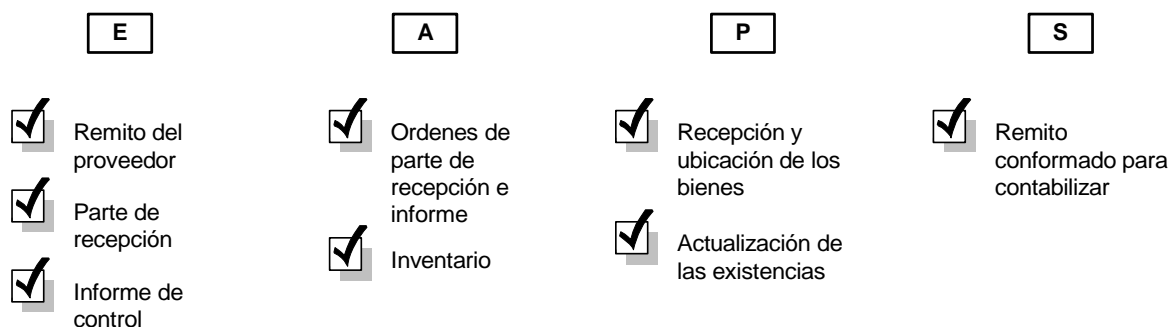 E
A
P
S
Remito del
proveedor
Parte de
recepción
Informe de
control
Ordenes de
parte de
recepción e
informe
Inventario
Recepción y
ubicación de los
bienes
Actualización de
las existencias
Remito
conformado para
contabilizar